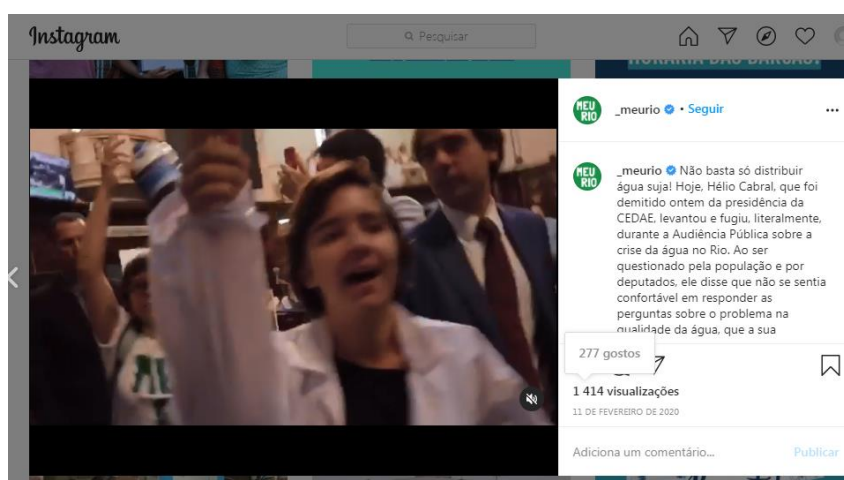 Instagram
Pesquisar
HORÁRIA DAS BARCAS!
MEU RIO
_meurio • Seguir
...
MEU RIO
_meurio Não basta só distribuir
água suja! Hoje, Hélio Cabral, que foi
demitido ontem da presidência da
CEDAE, levantou e fugiu, literalmente,
durante a Audiência Pública sobre a
crise da água no Rio. Ao ser
questionado pela população e por
deputados, ele disse que não se sentia
confortável em responder as
perguntas sobre o problema na
qualidade da água, que a sua
277 gostos
1 414 visualizações
11 DE FEVEREIRO DE 2020
Adiciona um comentário... Publicar